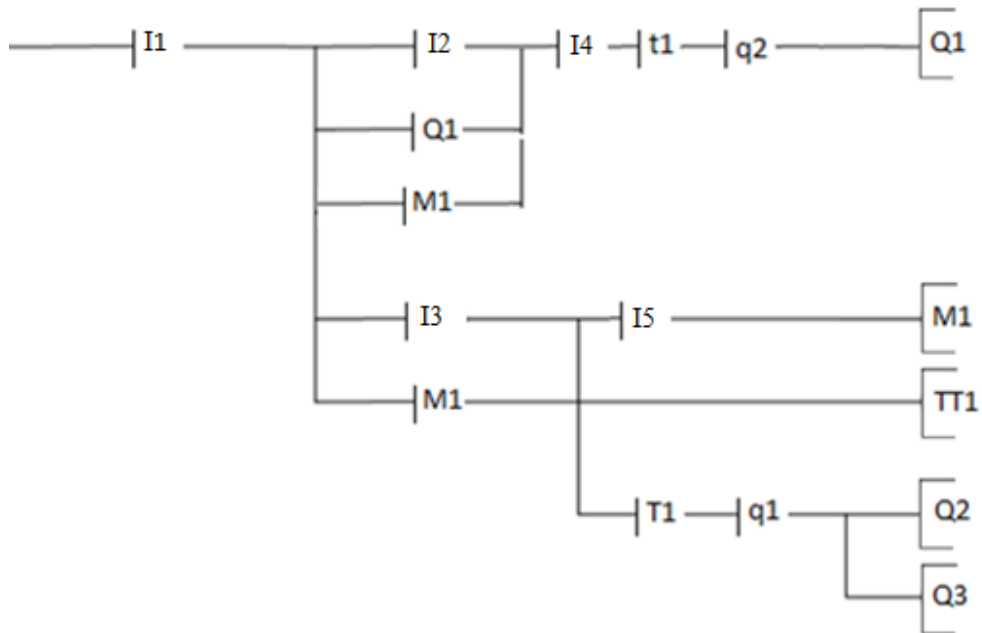 I1 I2 I4 t1 q2 Q1
Q1
M1
I3 I5 M1
M1 TT1
T1 q1 Q2
Q3